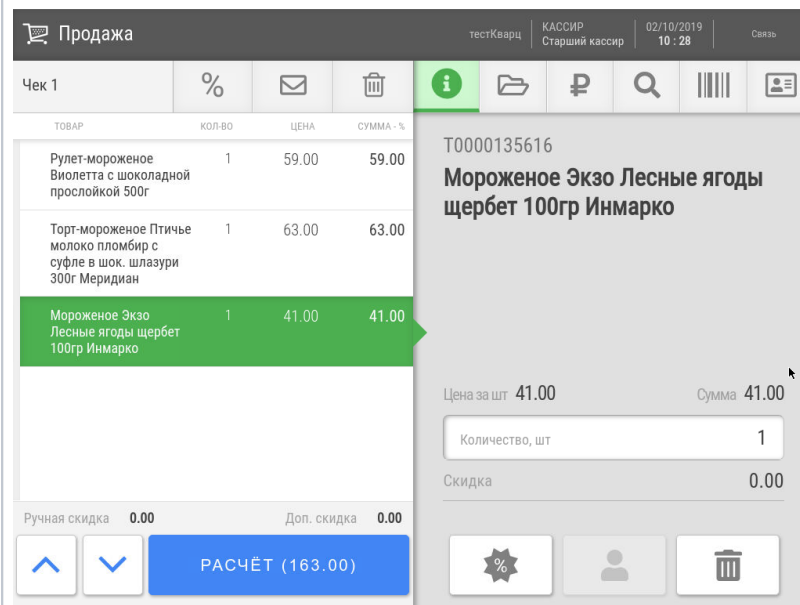 Продажа
тестКварц
КАССИР
Старший кассир
02/10/2019
10 : 28
Связь
Чек 1
%
ТОВАР КОЛ-ВО ЦЕНА СУММА - %
Рулет-мороженое
Виолетта с шоколадной
прослойкой 500г
1 59.00 59.00
Торт-мороженое Птичье
молоко пломбир с
суфле в шок. шлазури
300г Меридиан
1 63.00 63.00
Мороженое Экзо
Лесные ягоды щербет
100гр Инмарко
1 41.00 41.00
Ручная скидка 0.00
Доп. скидка 0.00
РАСЧЁТ (163.00)
i
₽
T0000135616
Мороженое Экзо Лесные ягоды
щербет 100гр Инмарко
Цена за шт 41.00
Сумма 41.00
Количество, шт 1
Скидка 0.00
%